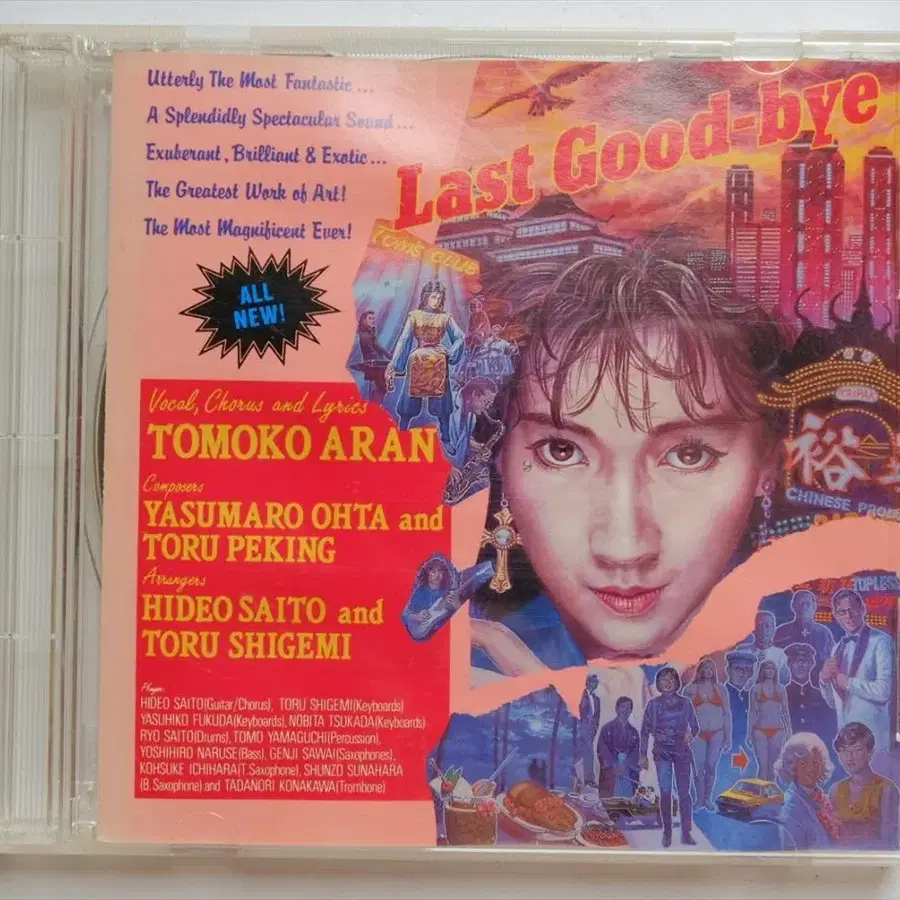 Utterly The Most Fantastic...
A Splendidly Spectacular Sound...
Exuberant, Brilliant & Exotic...
The Greatest Work of Art!
The Most Magnificent Ever!
ALL
NEW!
Last Good-bye
TOM'S CLUB
TAIPAN
裕
CHINESE
TOPLESS
Vocal, Chorus and Lyrics
TOMOKO ARAN
Composers
YASUMARO OHTA and
TORU PEKING
Arrangers
HIDEO SAITO and
TORU SHIGEMI
Player
HIDEO SAITO(Guitar/Chorus), TORU SHIGEMI(Keyboards)
YASUHIKO FUKUDA(Keyboards), NOBITA TSUKADA(Keyboards)
RYO SAITO(Drums), TOMO YAMAGUCHI(Percussion),
YOSHIHIRO NARUSE(Bass), GENJI SAWAI(Saxophones),
KOHSUKE ICHIHARA(T.Saxophone), SHUNZO SUNAHARA
(B.Saxophone) and TADANORI KONAKAWA(Trombone)